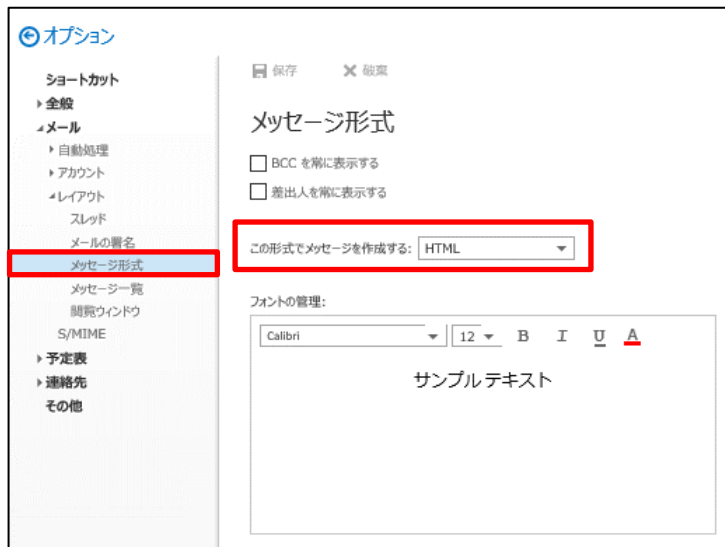 オプション
ショートカット
全般
メール
自動処理
アカウント
レイアウト
スレッド
メールの署名
メッセージ形式
メッセージ一覧
閲覧ウィンドウ
S/MIME
予定表
連絡先
その他
保存 破棄
メッセージ形式
BCC を常に表示する
差出人を常に表示する
この形式でメッセージを作成する: HTML
フォントの管理:
Calibri 12 B I U A
サンプル テキスト